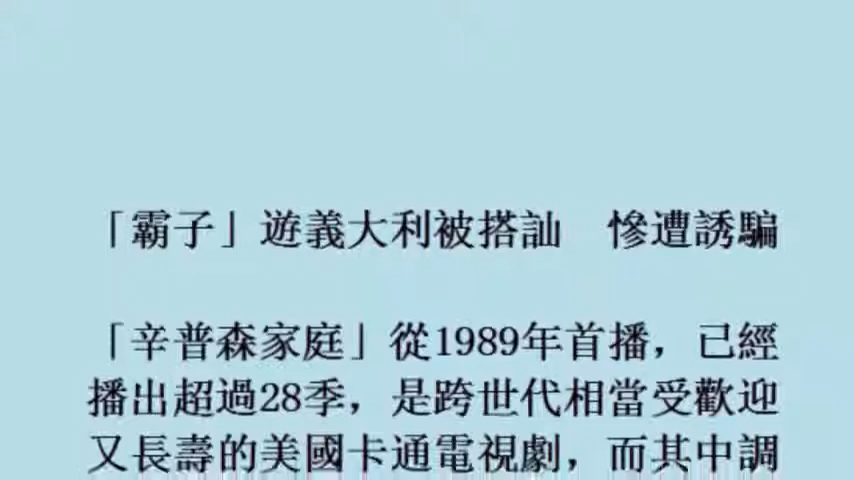 「霸子」遊義大利被搭訕　慘遭誘騙
「辛普森家庭」從1989年首播，已經
播出超過28季，是跨世代相當受歡迎
又長壽的美國卡通電視劇，而其中調